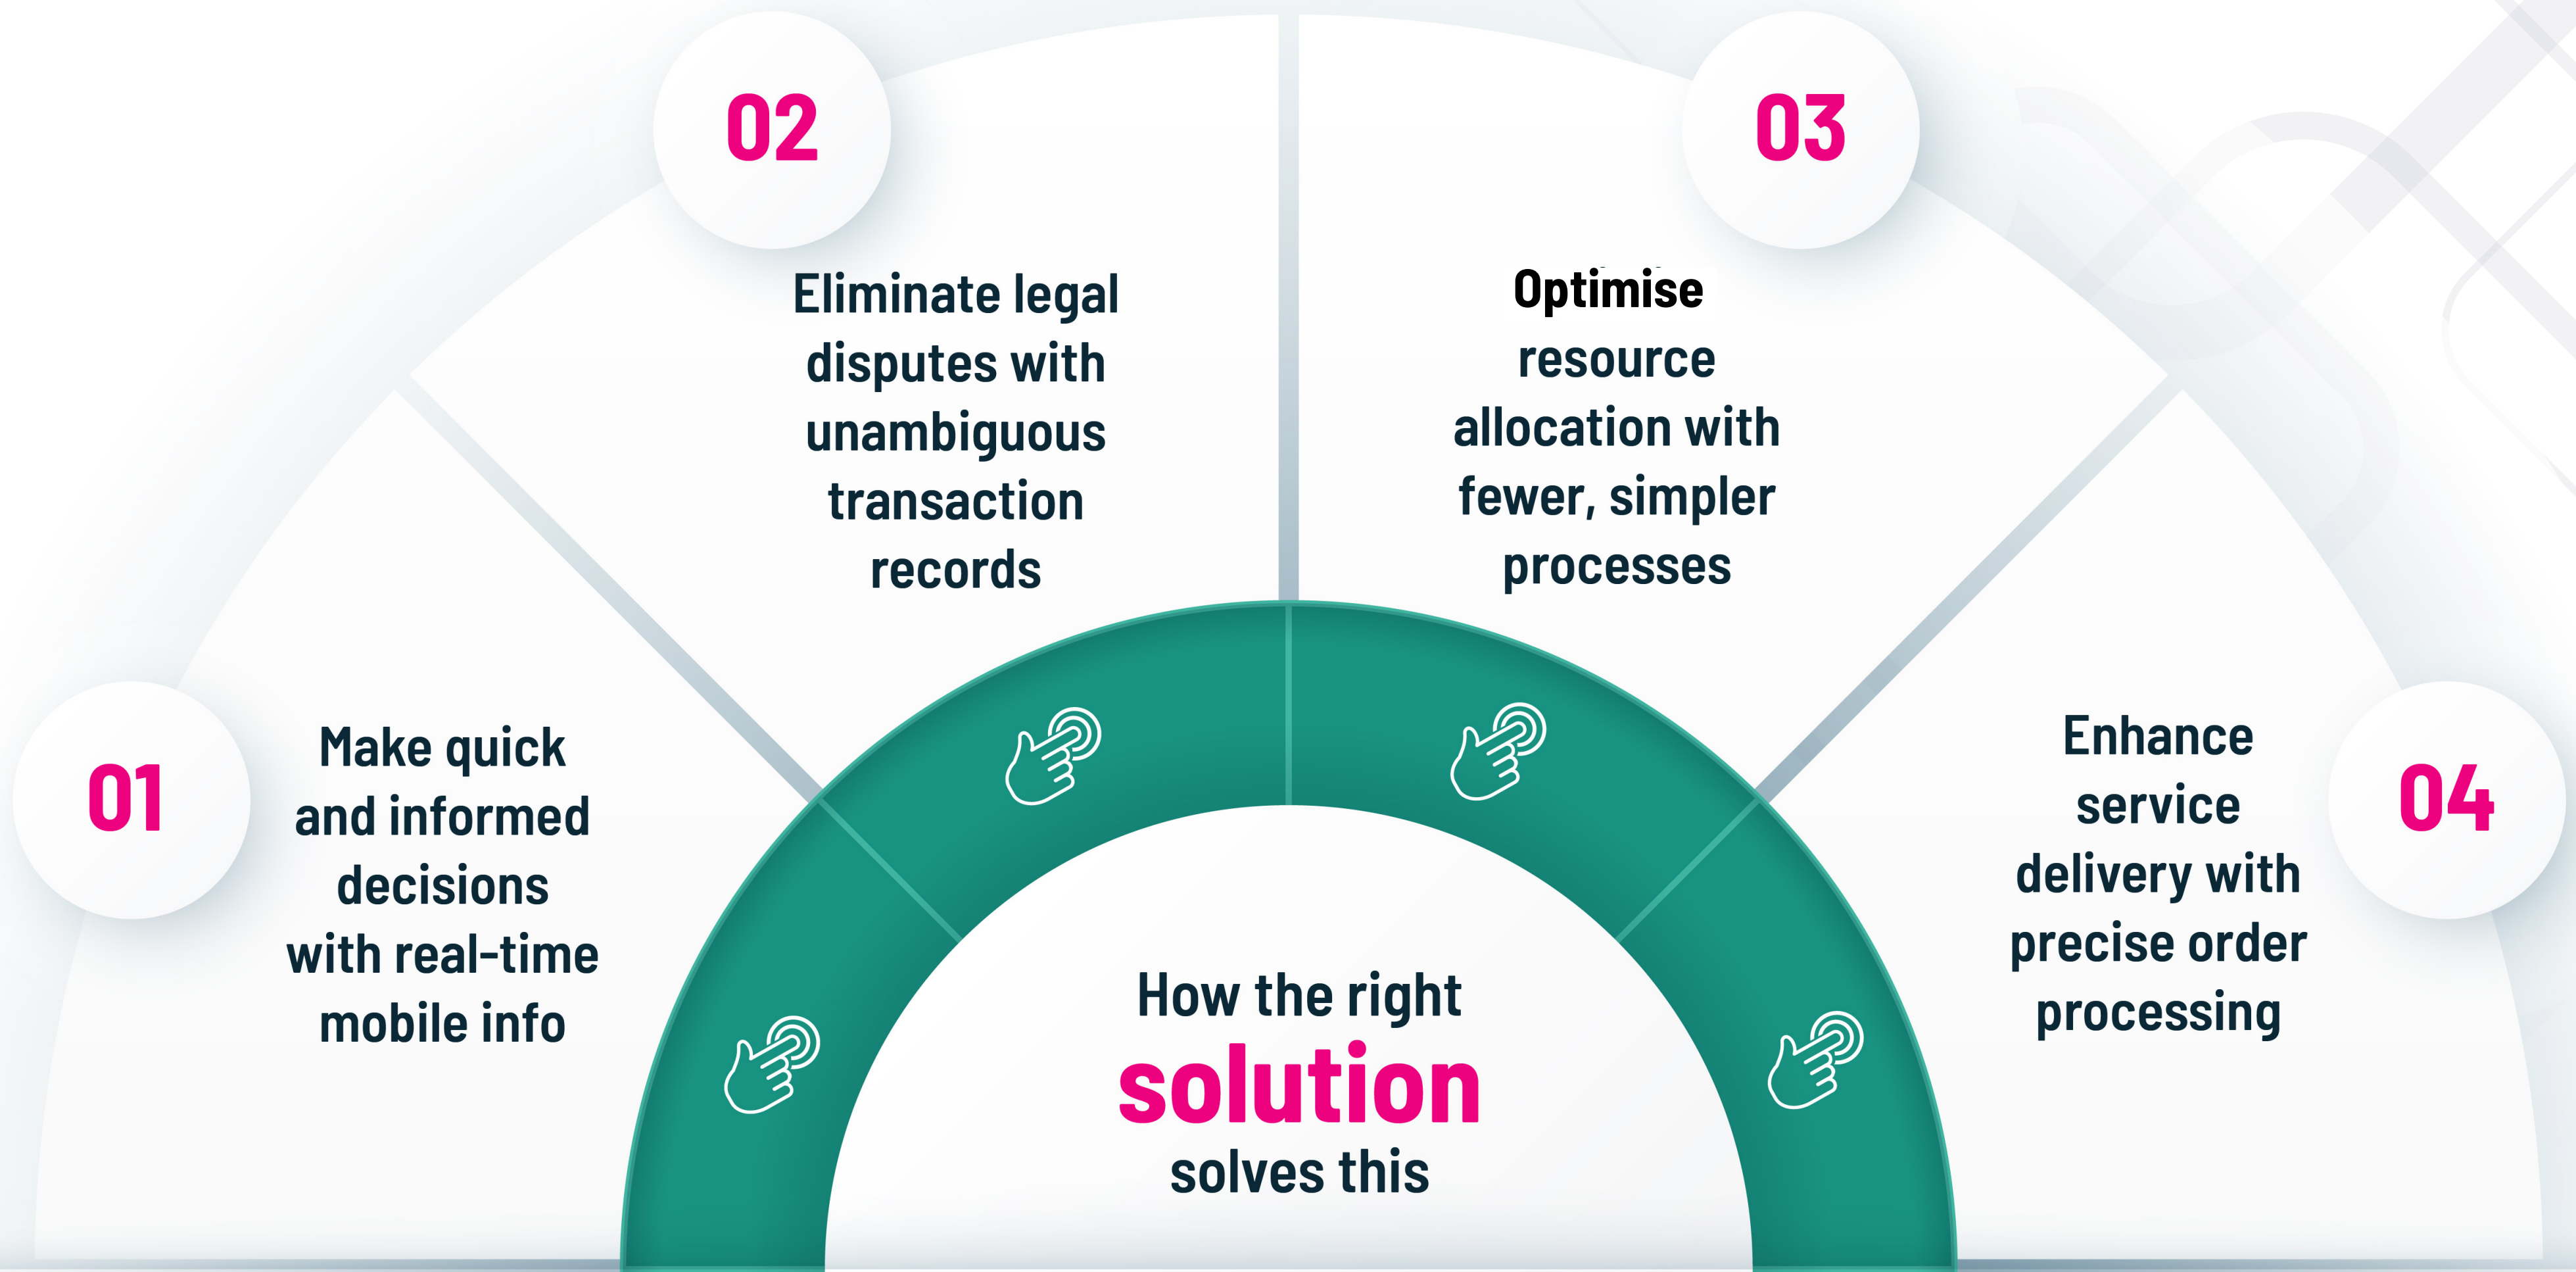 01
Make quick
and informed
decisions
with real-time
mobile info
02
Eliminate legal
disputes with
unambiguous
transaction
records
03
Optimise
resource
allocation with
fewer, simpler
processes
04
Enhance
service
delivery with
precise order
processing
How the right
solution
solves this